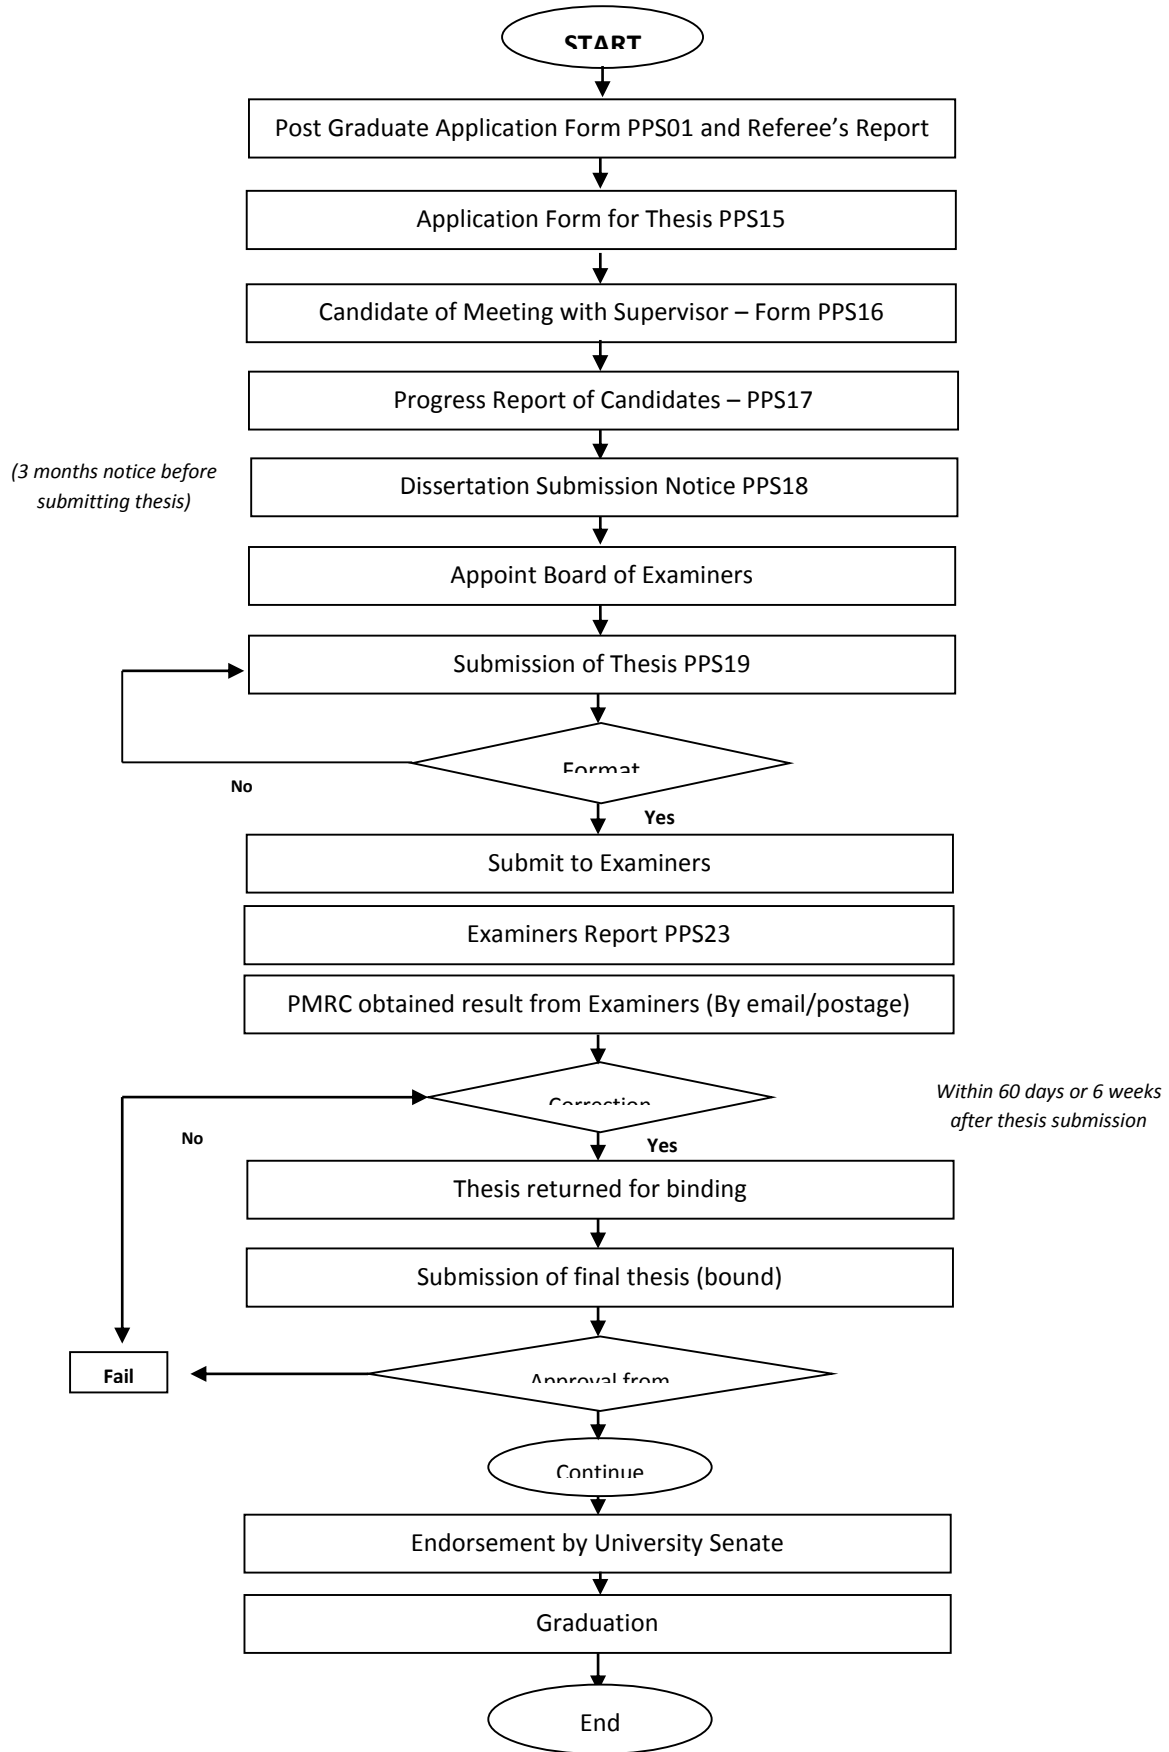 START
Post Graduate Application Form PPS01 and Referee’s Report
Application Form for Thesis PPS15
Candidate of Meeting with Supervisor – Form PPS16
Progress Report of Candidates – PPS17
(3 months notice before
submitting thesis)
Dissertation Submission Notice PPS18
Appoint Board of Examiners
Submission of Thesis PPS19
Format
No
Yes
Submit to Examiners
Examiners Report PPS23
PMRC obtained result from Examiners (By email/postage)
Correction
Within 60 days or 6 weeks
after thesis submission
No
Yes
Thesis returned for binding
Submission of final thesis (bound)
Fail
Approval from
Continue
Endorsement by University Senate
Graduation
End